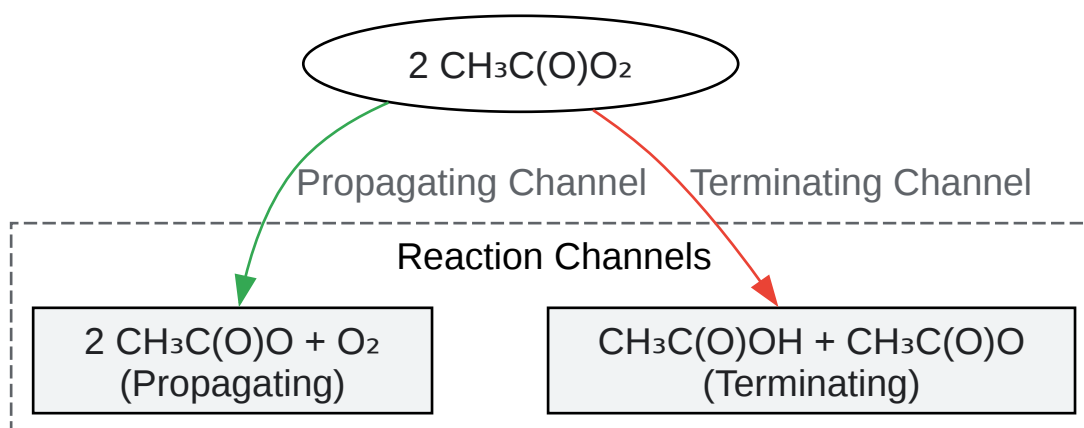 2 CH₃C(O)O₂
Propagating Channel
Terminating Channel
Reaction Channels
2 CH₃C(O)O + O₂
(Propagating)
CH₃C(O)OH + CH₃C(O)O
(Terminating)